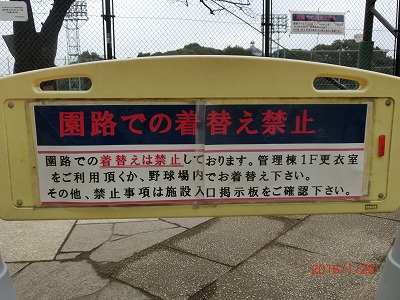 園路での着替え禁止
園路での着替えは禁止しております。管理棟1F更衣室
をご利用頂くか、野球場内でお着替え下さい。
その他、禁止事項は施設入口掲示板をご確認下さい。